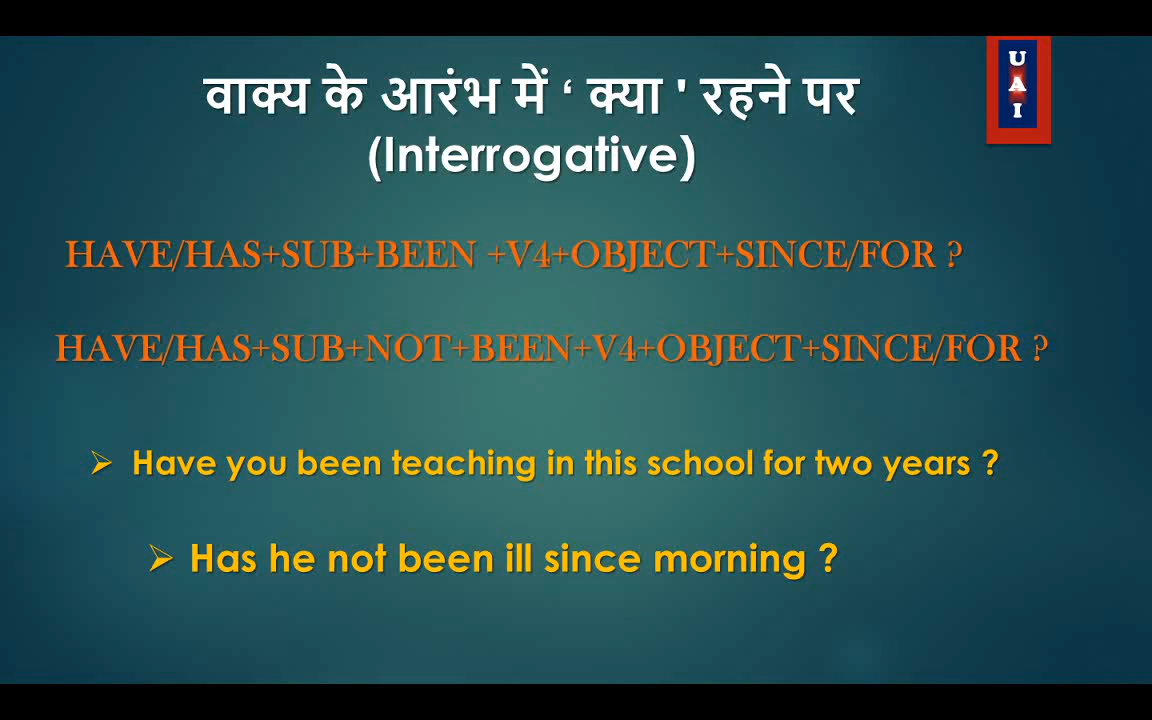 वाक्य के आरंभ में ‘ क्या ' रहने पर
(Interrogative)
U
A
I
HAVE/HAS+SUB+BEEN +V4+OBJECT+SINCE/FOR ?
HAVE/HAS+SUB+NOT+BEEN+V4+OBJECT+SINCE/FOR ?
➢ Have you been teaching in this school for two years ?
➢ Has he not been ill since morning ?